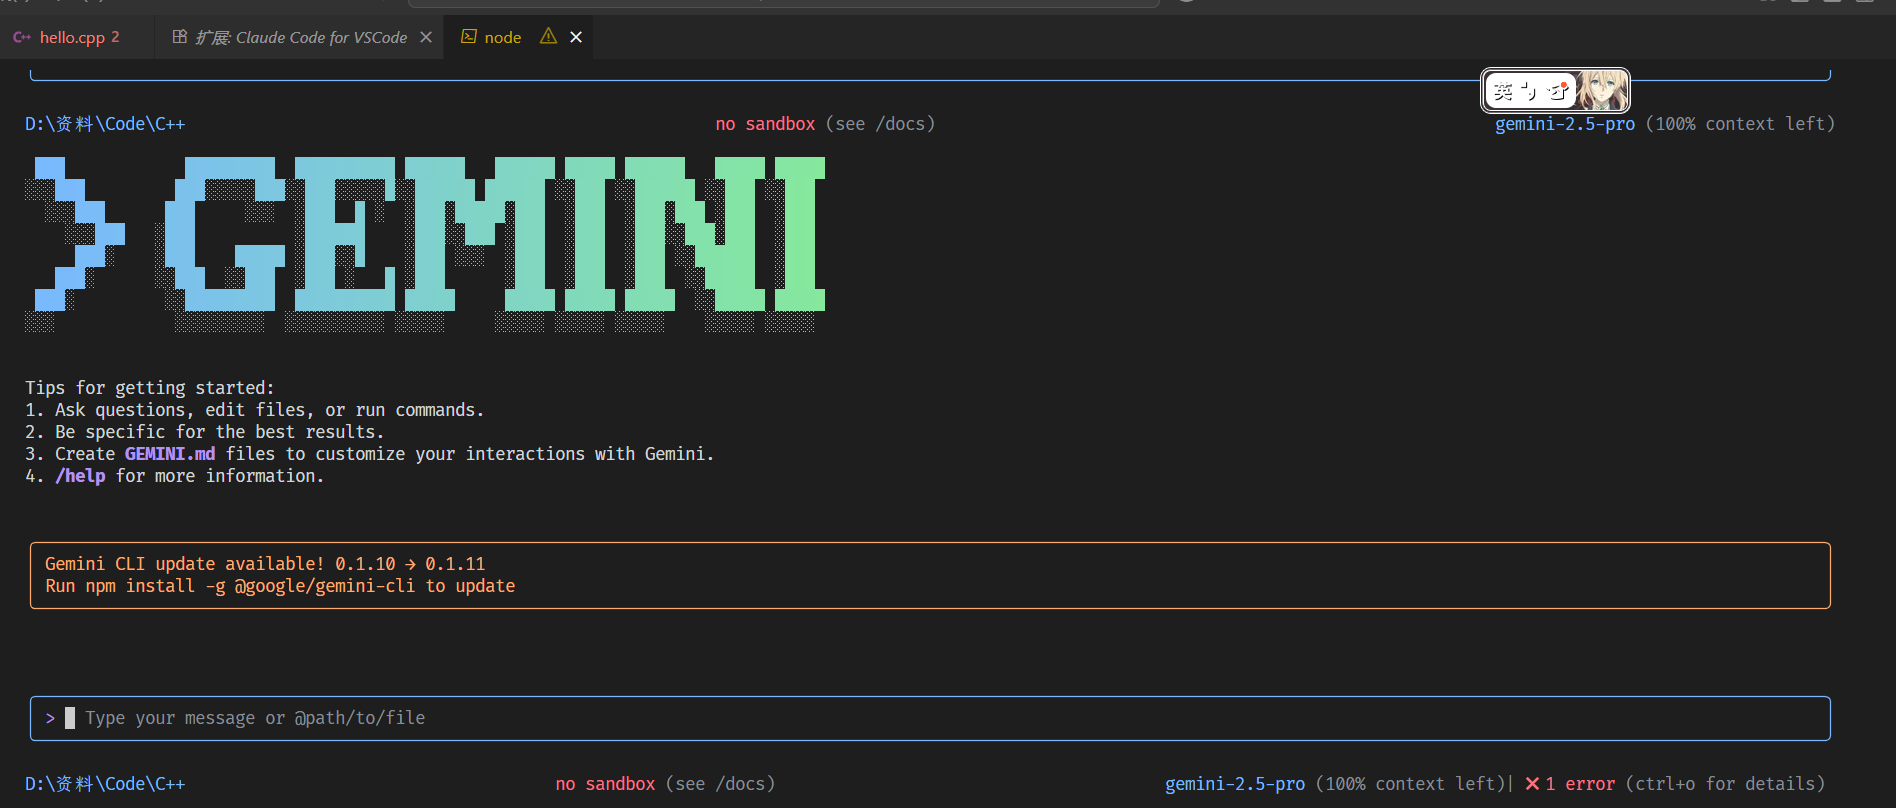 hello.cpp 2
扩展: Claude Code for VSCode
node
英
D:\资料\Code\C++ no sandbox (see /docs) gemini-2.5-pro (100% context left)
> GEMINI
Tips for getting started:
1. Ask questions, edit files, or run commands.
2. Be specific for the best results.
3. Create GEMINI.md files to customize your interactions with Gemini.
4. /help for more information.
Gemini CLI update available! 0.1.10 → 0.1.11
Run npm install -g @google/gemini-cli to update
> Type your message or @path/to/file
D:\资料\Code\C++ no sandbox (see /docs) gemini-2.5-pro (100% context left)| ✕ 1 error (ctrl+o for details)